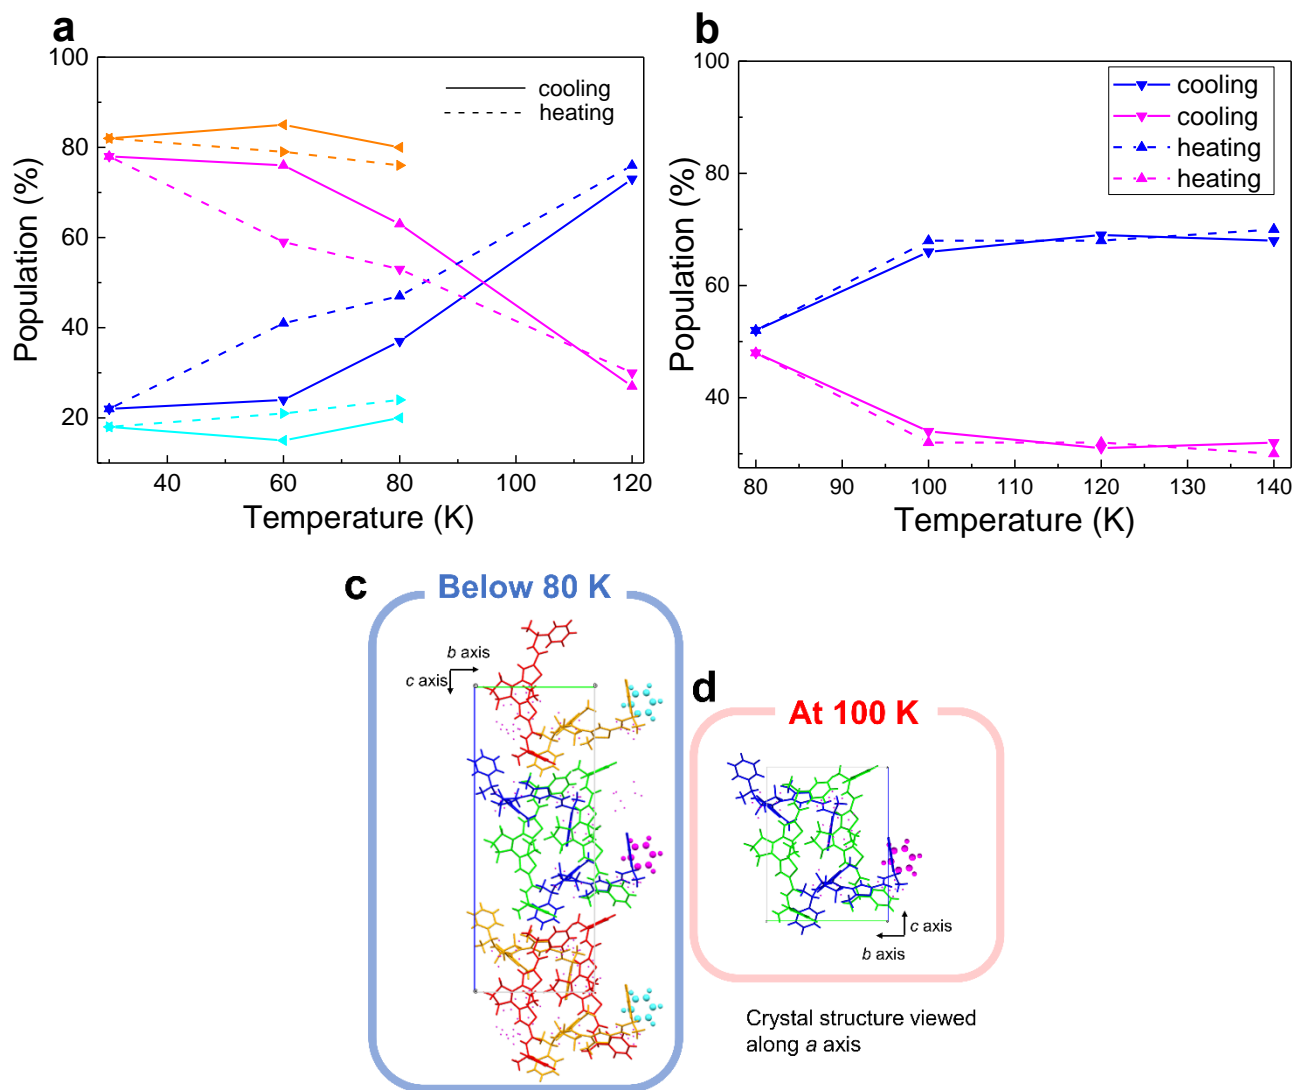 a
100
80
60
40
20
Population (%)
cooling
heating
40
60
80
100
120
Temperature (K)
b
100
80
60
40
Population (%)
cooling
cooling
heating
heating
80
90
100
110
120
130
140
Temperature (K)
c
Below 80 K
b axis
c axis
d
At 100 K
c axis
b axis
Crystal structure viewed
along a axis